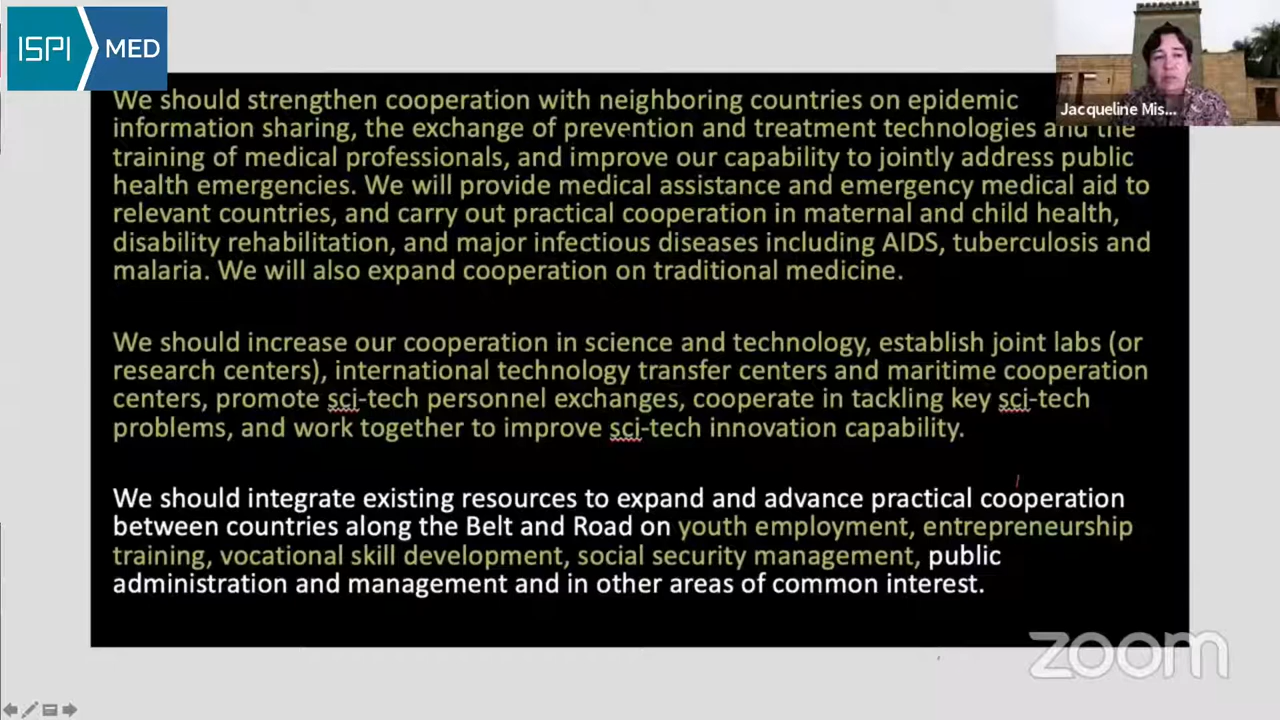 ISPI MED
Jacqueline Mis...
We should strengthen cooperation with neighboring countries on epidemic
information sharing, the exchange of prevention and treatment technologies and the
training of medical professionals, and improve our capability to jointly address public
health emergencies. We will provide medical assistance and emergency medical aid to
relevant countries, and carry out practical cooperation in maternal and child health,
disability rehabilitation, and major infectious diseases including AIDS, tuberculosis and
malaria. We will also expand cooperation on traditional medicine.
We should increase our cooperation in science and technology, establish joint labs (or
research centers), international technology transfer centers and maritime cooperation
centers, promote sci-tech personnel exchanges, cooperate in tackling key sci-tech
problems, and work together to improve sci-tech innovation capability.
We should integrate existing resources to expand and advance practical cooperation
between countries along the Belt and Road on youth employment, entrepreneurship
training, vocational skill development, social security management, public
administration and management and in other areas of common interest.
zoom